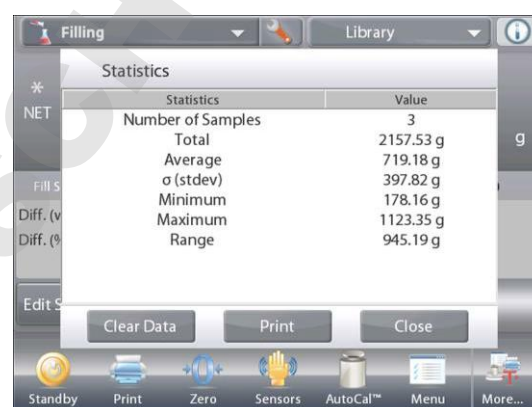 Filling Library
*
NET
g
Statistics
Statistics Value
Number of Samples 3
Total 2157.53 g
Average 719.18 g
σ (stdev) 397.82 g
Minimum 178.16 g
Maximum 1123.35 g
Range 945.19 g
Fill S
Diff. (v
Diff. (%
Edit S
Clear Data Print Close
Standby Print Zero Sensors AutoCal™ Menu More...